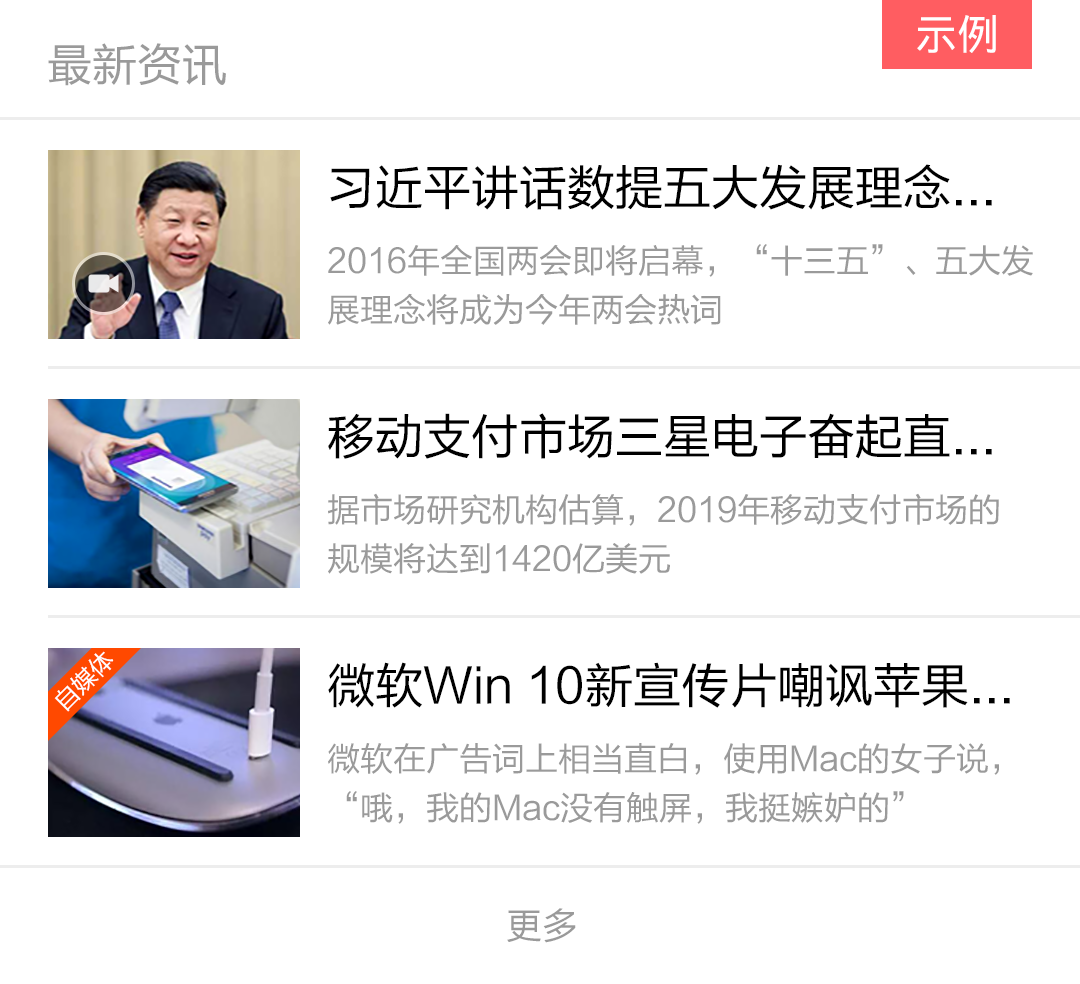 最新资讯
示例
习近平讲话数提五大发展理念...
2016年全国两会即将启幕，“十三五”、五大发
展理念将成为今年两会热词
移动支付市场三星电子奋起直...
据市场研究机构估算，2019年移动支付市场的
规模将达到1420亿美元
自媒体
微软Win 10新宣传片嘲讽苹果...
微软在广告词上相当直白，使用Mac的女子说，
“哦，我的Mac没有触屏，我挺嫉妒的”
更多